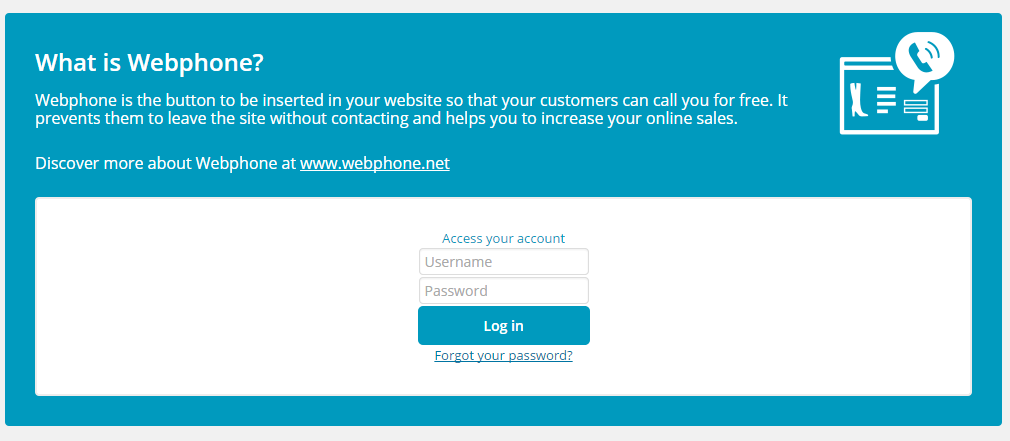 What is Webphone?
Webphone is the button to be inserted in your website so that your customers can call you for free. It
prevents them to leave the site without contacting and helps you to increase your online sales.
Discover more about Webphone at www.webphone.net
Access your account
Username
Password
Log in
Forgot your password?